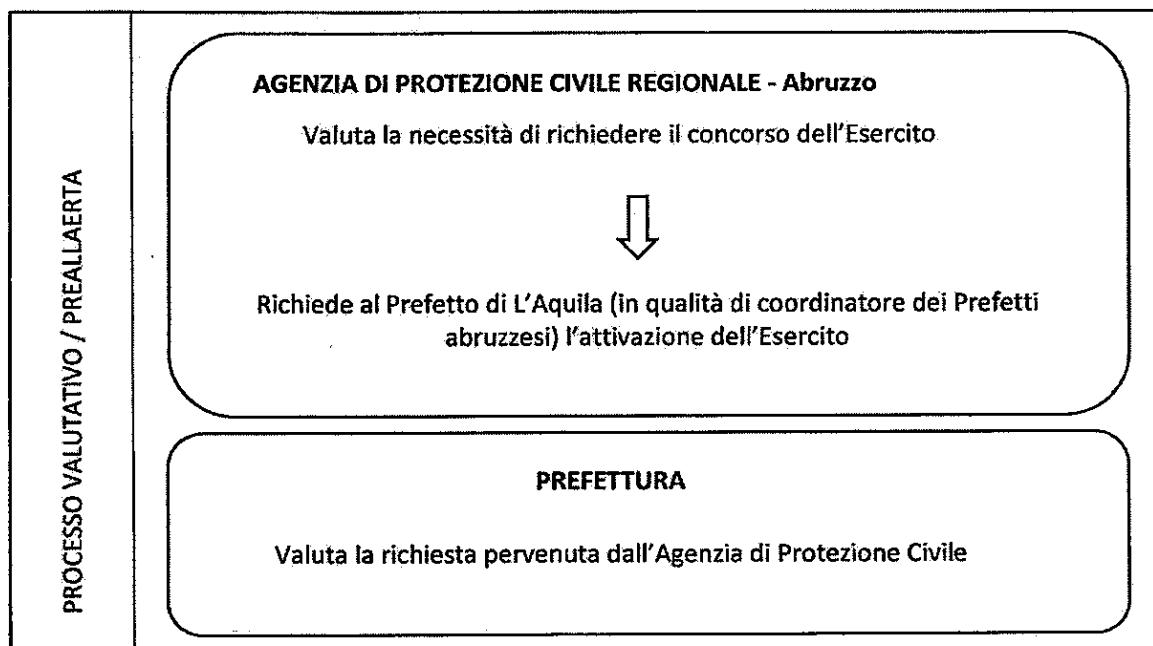 PROCESSO VALUTATIVO / PREALLAERTA
AGENZIA DI PROTEZIONE CIVILE REGIONALE - Abruzzo
Valuta la necessità di richiedere il concorso dell'Esercito
Richiede al Prefetto di L'Aquila (in qualità di coordinatore dei Prefetti
abruzzesi) l'attivazione dell'Esercito
PREFETTURA
Valuta la richiesta pervenuta dall'Agenzia di Protezione Civile